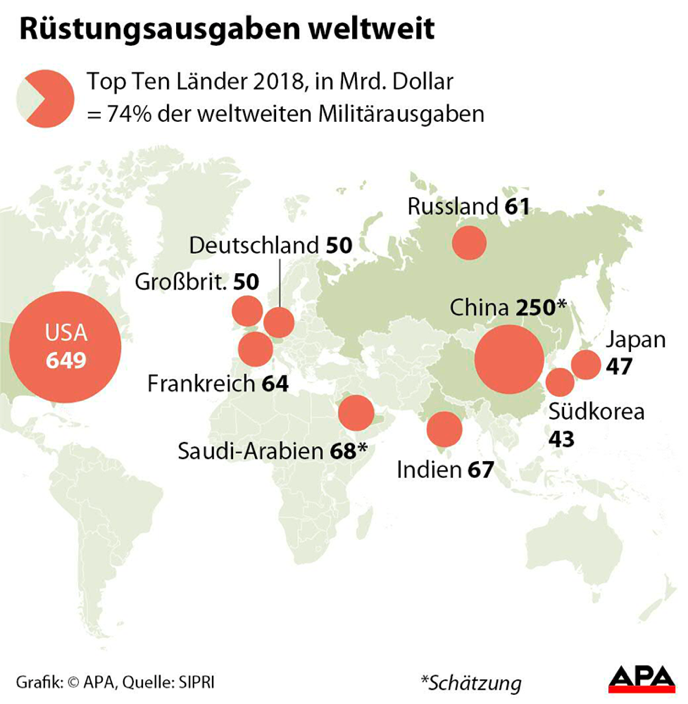 Rüstungsausgaben weltweit
Top Ten Länder 2018, in Mrd. Dollar
= 74% der weltweiten Militärausgaben
Russland 61
Deutschland 50
Großbrit. 50
China 250*
USA
649
Japan
47
Frankreich 64
Südkorea
43
Saudi-Arabien 68*
Indien 67
Grafik: © APA, Quelle: SIPRI
*Schätzung
APA